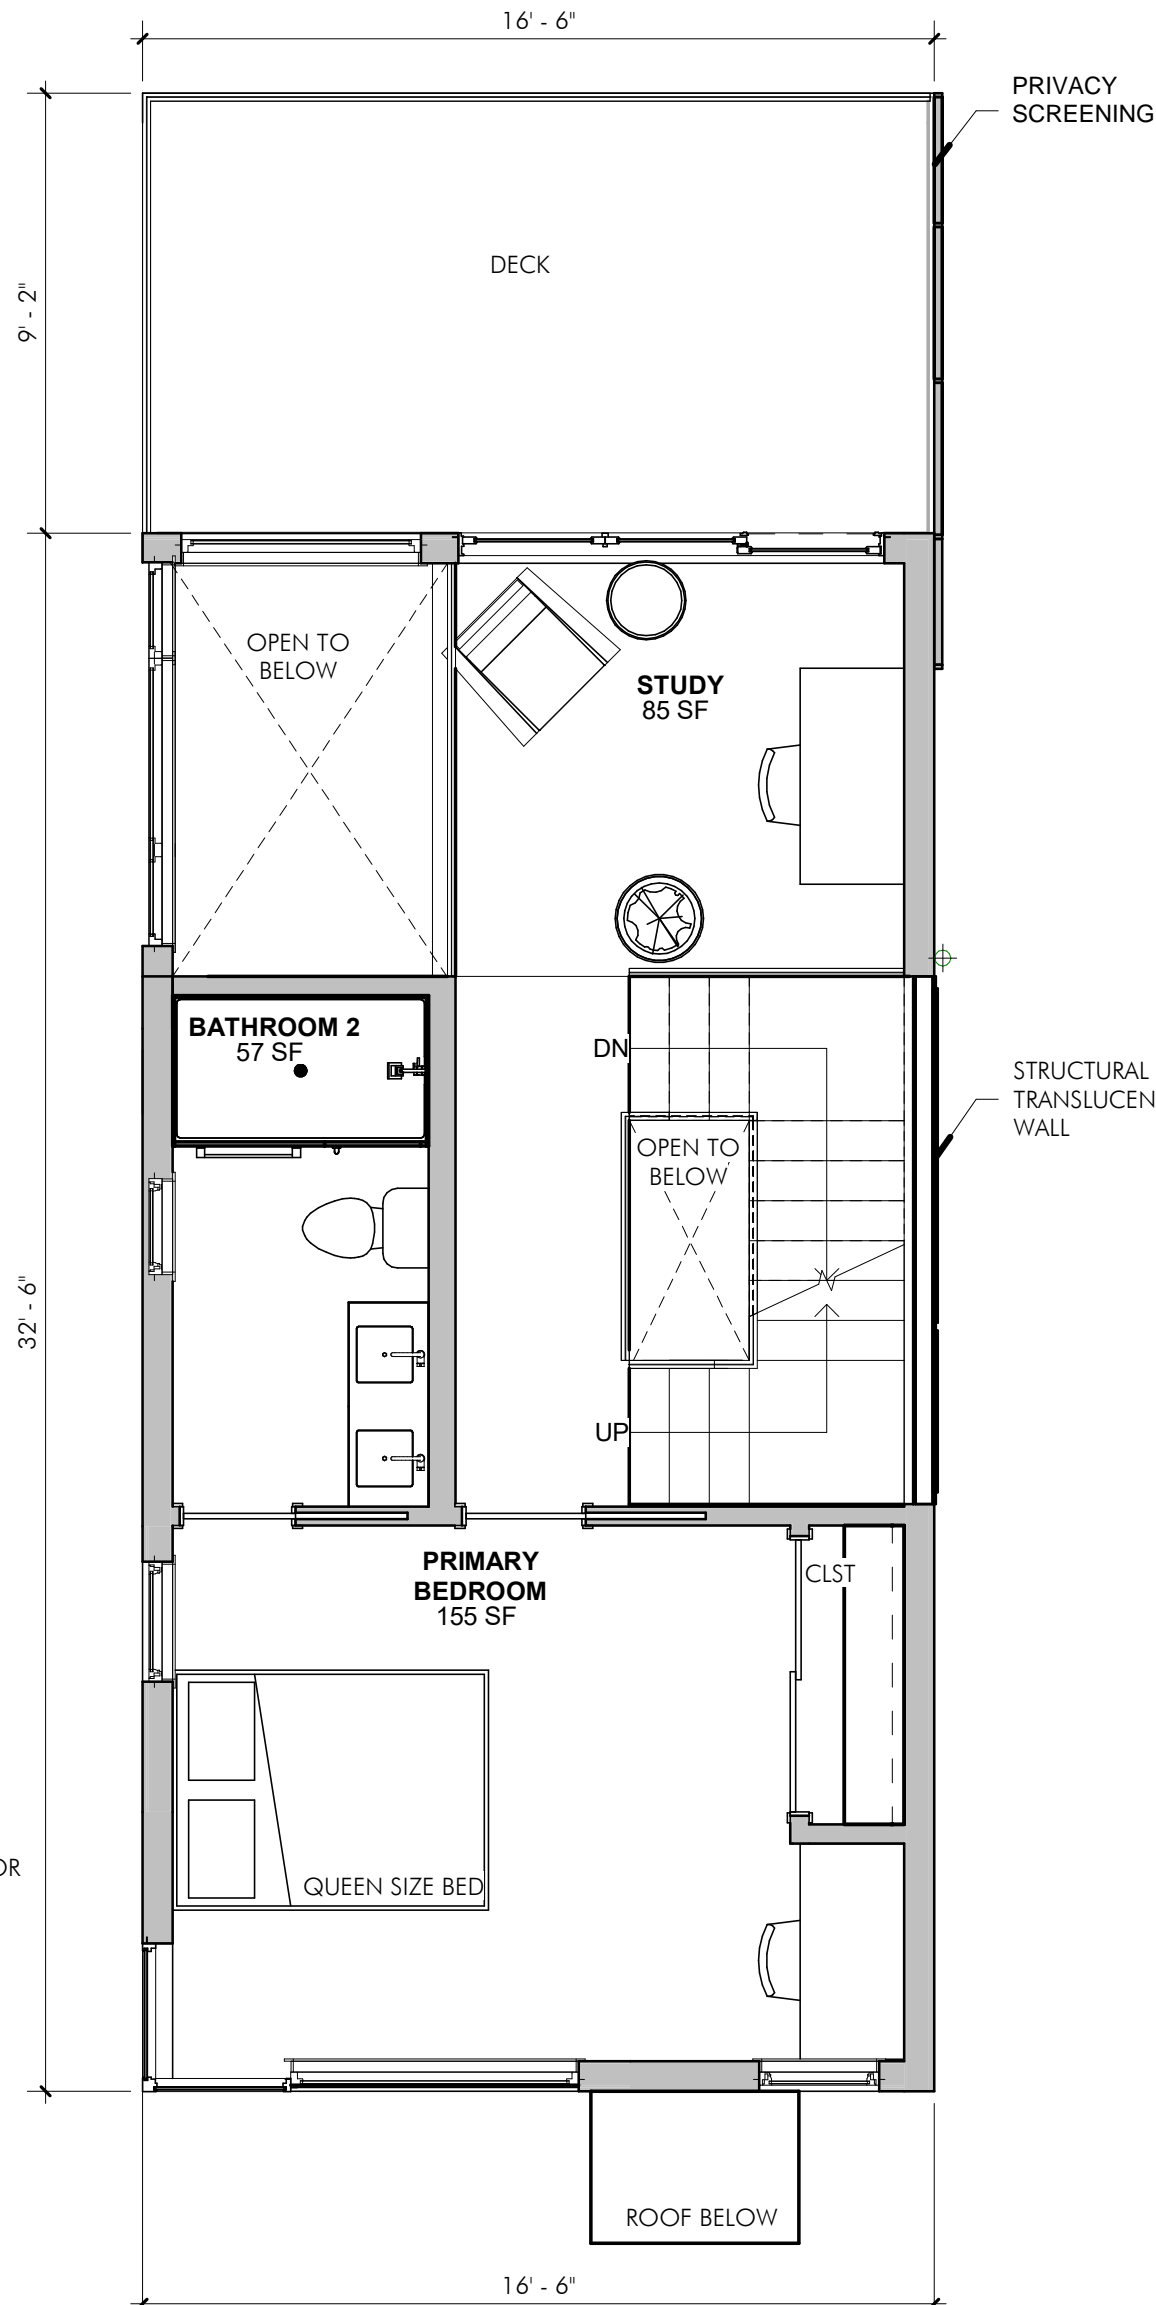 16' - 6"
PRIVACY
SCREENING
DECK
9' - 2"
OPEN TO
BELOW
STUDY
85 SF
BATHROOM 2
57 SF
DN
STRUCTURAL
TRANSLUCEN
WALL
OPEN TO
BELOW
32' - 6"
UP
PRIMARY
BEDROOM
155 SF
CLST
OR
QUEEN SIZE BED
ROOF BELOW
16' - 6"